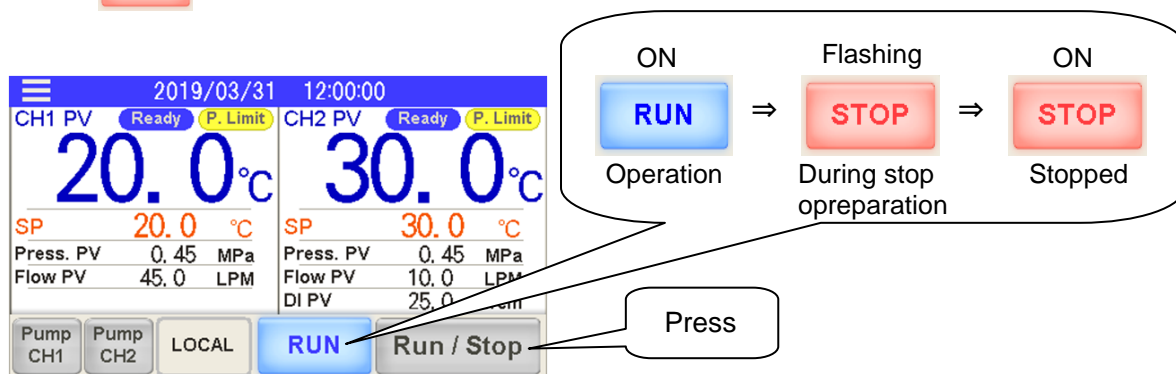 2019/03/31 12:00:00
CH1 PV Ready P. Limit
20.0 °C
SP 20.0 °C
Press. PV 0.45 MPa
Flow PV 45.0 LPM
CH2 PV Ready P. Limit
30.0 °C
SP 30.0 °C
Press. PV 0.45 MPa
Flow PV 10.0 LPM
DI PV 25.0
Pump CH1
Pump CH2
LOCAL
RUN
Run / Stop
ON
RUN
Operation
⇒
Flashing
STOP
During stop
opreparation
⇒
ON
STOP
Stopped
Press